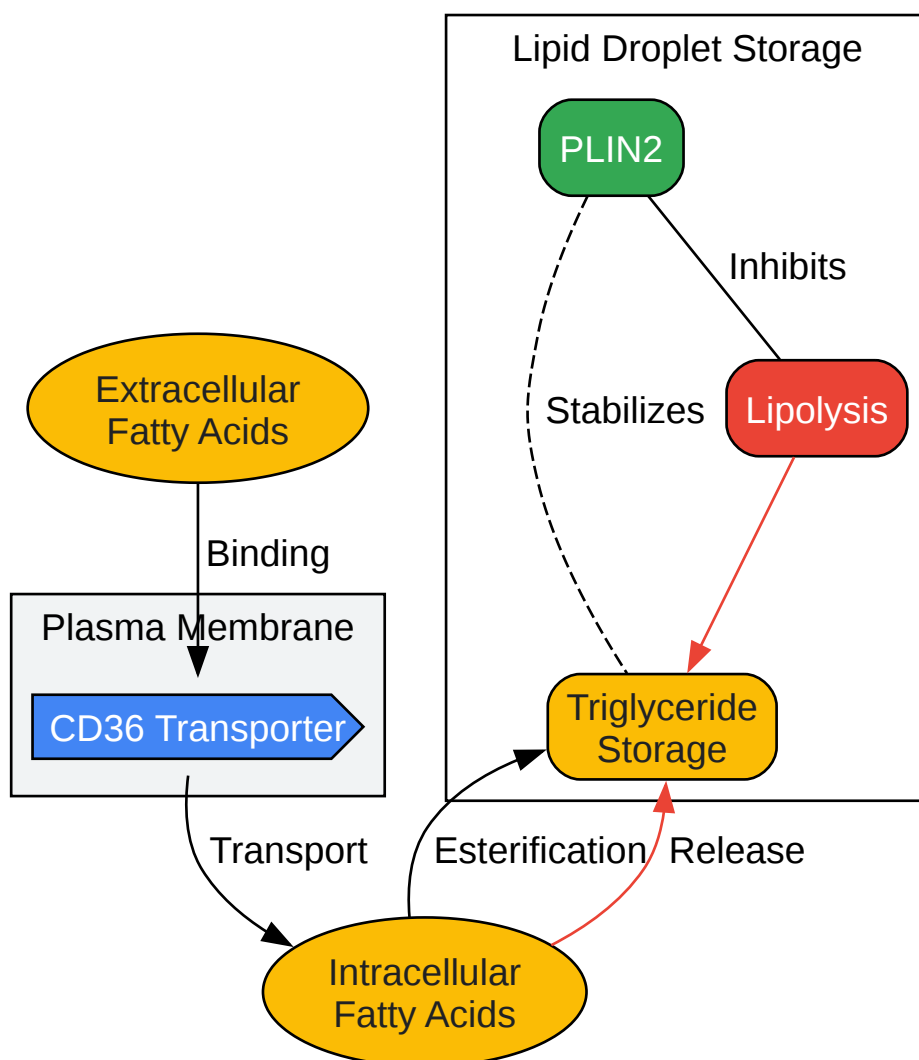 Lipid Droplet Storage
PLIN2
Inhibits
Extracellular
Fatty Acids
Stabilizes
Lipolysis
Binding
Plasma Membrane
CD36 Transporter
Triglyceride
Storage
Transport
Esterification
Release
Intracellular
Fatty Acids